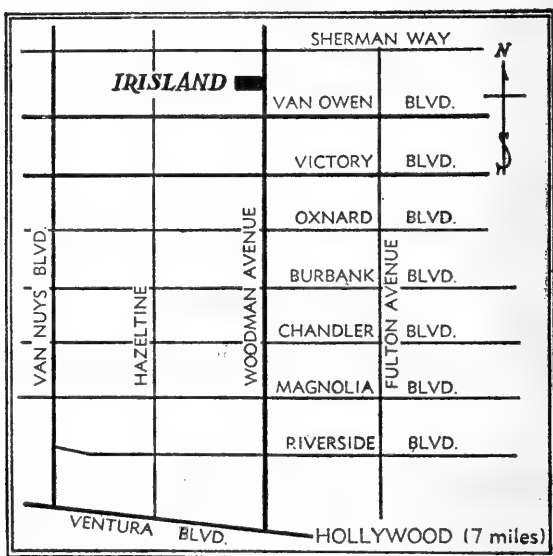 SHERMAN WAY
N
IRISLAND
VAN OWEN BLVD.
S
VICTORY BLVD.
OXNARD BLVD.
VAN NUYS BLVD.
HAZELTINE
WOODMAN AVENUE
FULTON AVENUE
BURBANK BLVD.
CHANDLER BLVD.
MAGNOLIA BLVD.
RIVERSIDE BLVD.
VENTURA BLVD.
HOLLYWOOD (7 miles)